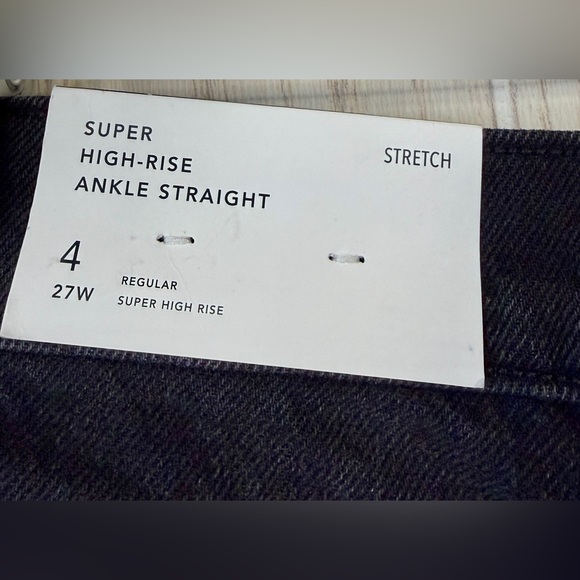 SUPER
HIGH-RISE
ANKLE STRAIGHT
STRETCH
4
27W
REGULAR
SUPER HIGH RISE